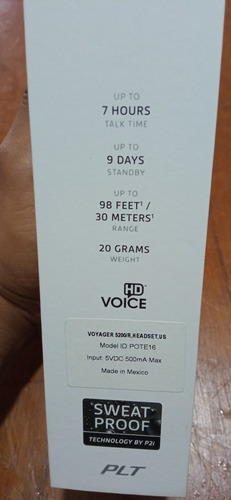 UP TO
7 HOURS
TALK TIME
UP TO
9 DAYS
STANDBY
UP TO
98 FEET¹ /
30 METERS¹
RANGE
20 GRAMS
WEIGHT
HD
VOICE
VOYAGER 5200/R,HEADSET,US
Model ID:POTE16
Input: 5VDC 500mA Max
Made in Mexico
SWEAT
PROOF
TECHNOLOGY BY P2i
PLT